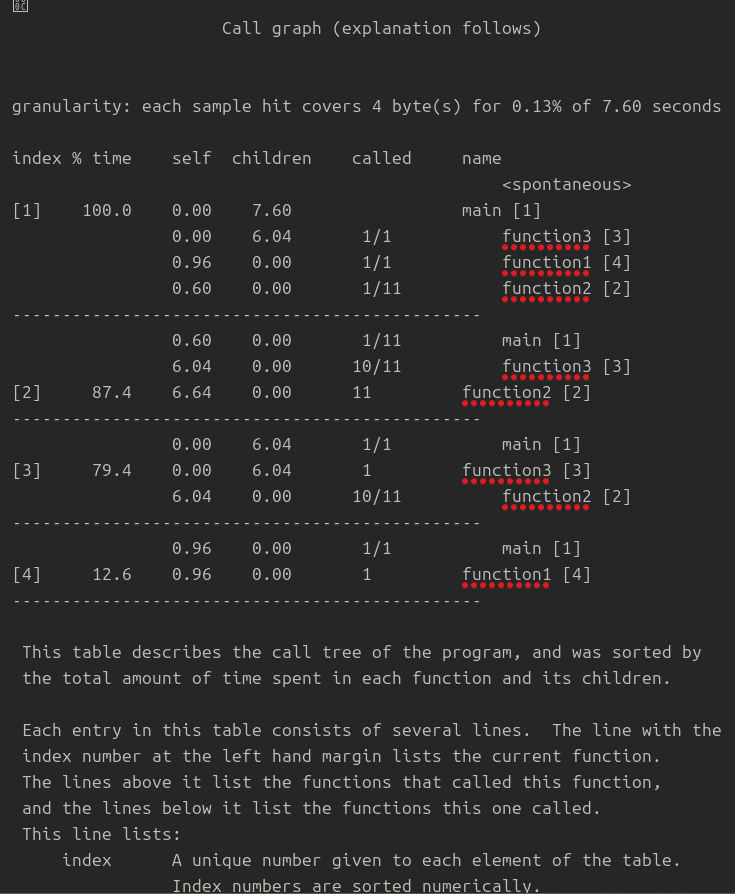 Call graph (explanation follows)
granularity: each sample hit covers 4 byte(s) for 0.13% of 7.60 seconds
index % time    self  children    called     name
                                                 <spontaneous>
[1]    100.0    0.00    7.60                 main [1]
                0.00    6.04       1/1           function3 [3]
                0.96    0.00       1/1           function1 [4]
                0.60    0.00       1/11          function2 [2]
-----------------------------------------------
                0.60    0.00       1/11          main [1]
                6.04    0.00      10/11          function3 [3]
[2]     87.4    6.64    0.00      11         function2 [2]
-----------------------------------------------
                0.00    6.04       1/1           main [1]
[3]     79.4    0.00    6.04       1         function3 [3]
                6.04    0.00      10/11          function2 [2]
-----------------------------------------------
                0.96    0.00       1/1           main [1]
[4]     12.6    0.96    0.00       1         function1 [4]
-----------------------------------------------
This table describes the call tree of the program, and was sorted by
the total amount of time spent in each function and its children.
Each entry in this table consists of several lines.  The line with the
index number at the left hand margin lists the current function.
The lines above it list the functions that called this function,
and the lines below it list the functions this one called.
This line lists:
    index      A unique number given to each element of the table.
               Index numbers are sorted numerically.